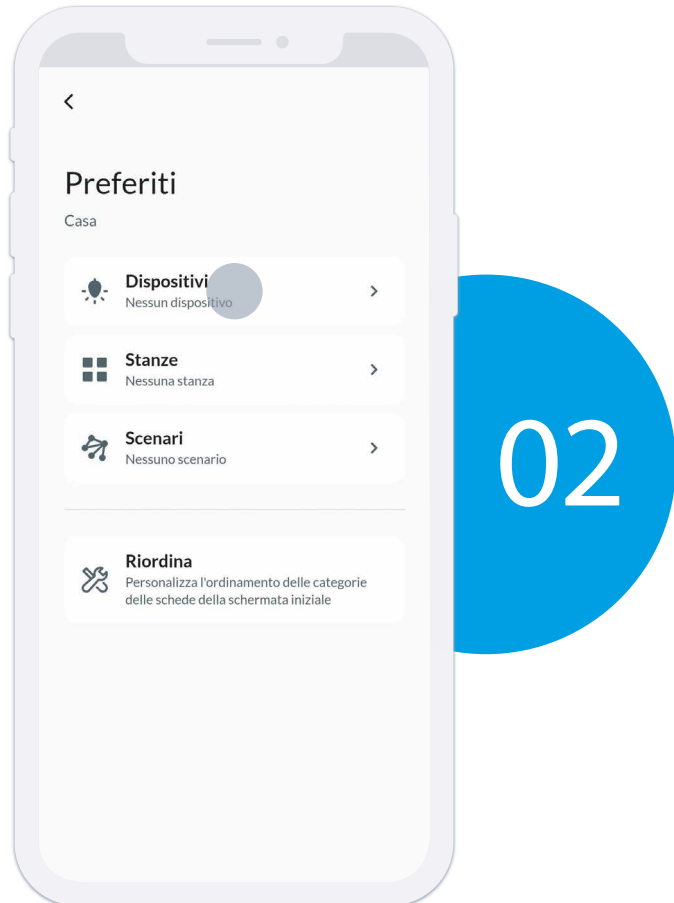 Preferiti
Casa
Dispositivi
Nessun dispositivo
Stanze
Nessuna stanza
Scenari
Nessuno scenario
Riordina
Personalizza l'ordinamento delle categorie
delle schede della schermata iniziale
02